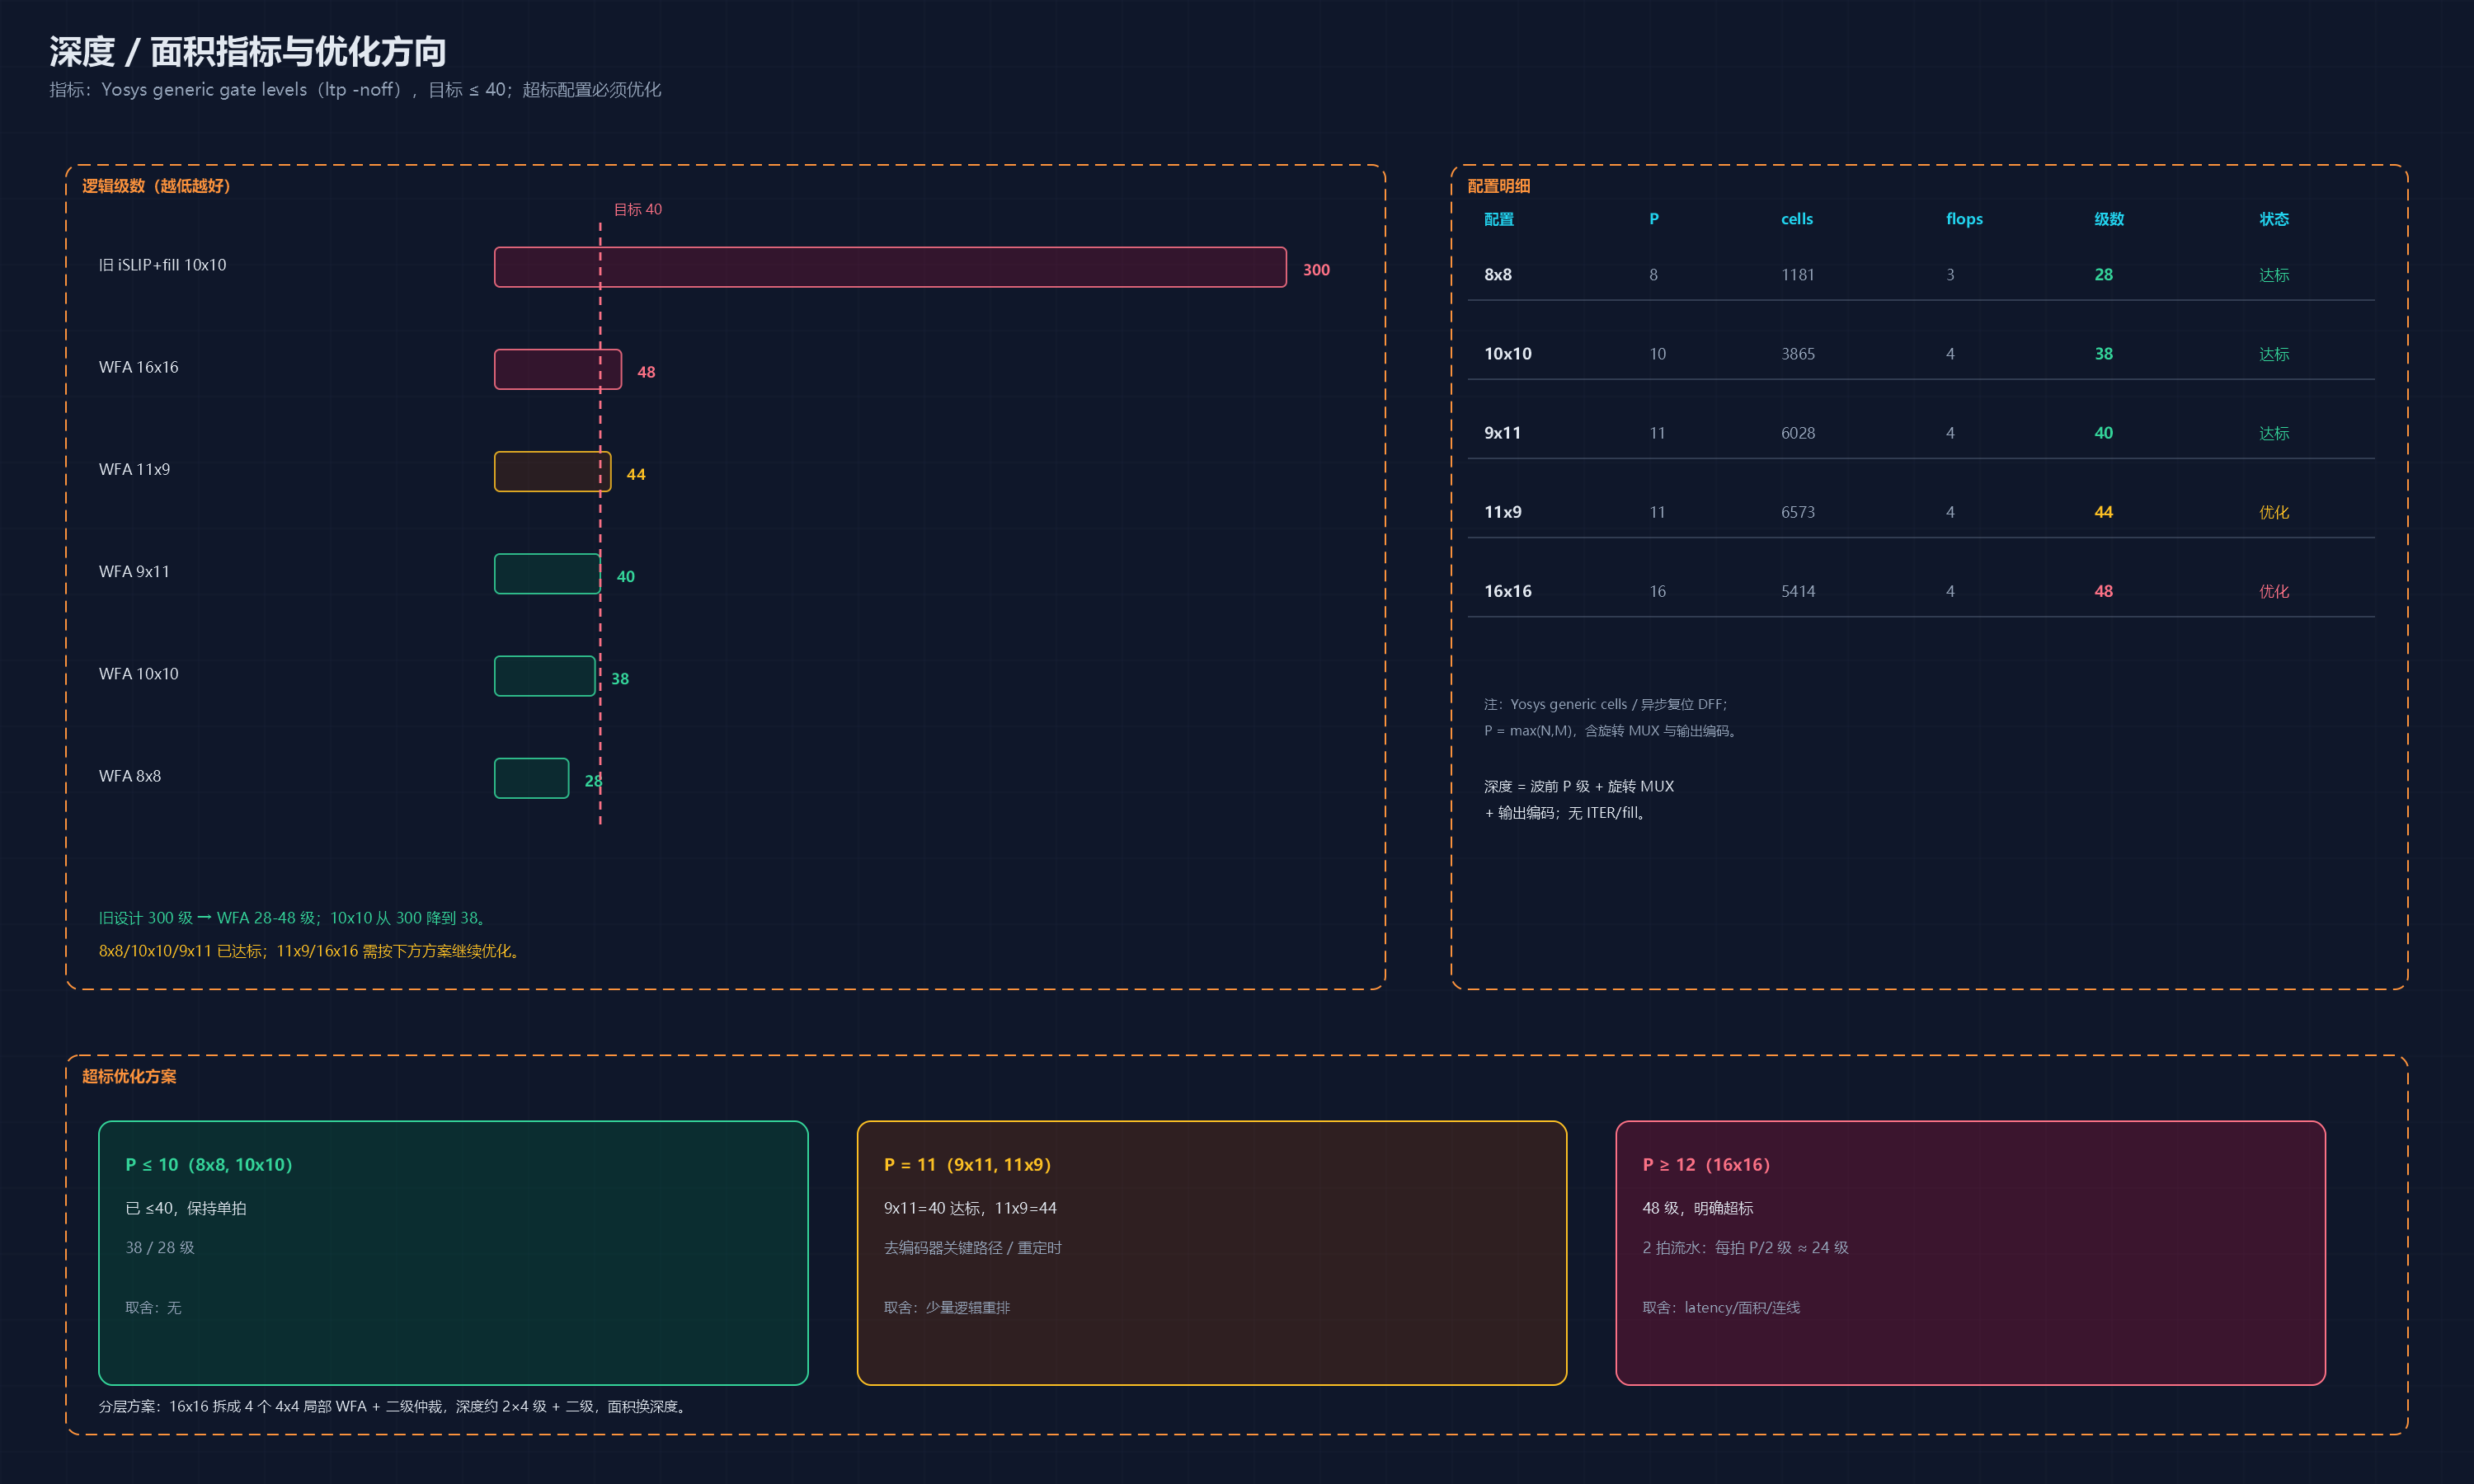 深度 / 面积指标与优化方向
指标：Yosys generic gate levels（ltp -noff），目标 ≤ 40；超标配置必须优化
逻辑级数（越低越好）
目标 40
旧 iSLIP+fill 10x10
300
WFA 16x16
48
WFA 11x9
44
WFA 9x11
40
WFA 10x10
38
WFA 8x8
28
旧设计 300 级 → WFA 28-48 级；10x10 从 300 降到 38。
8x8/10x10/9x11 已达标；11x9/16x16 需按下方方案继续优化。
配置明细
配置 P cells flops 级数 状态
8x8 8 1181 3 28 达标
10x10 10 3865 4 38 达标
9x11 11 6028 4 40 达标
11x9 11 6573 4 44 优化
16x16 16 5414 4 48 优化
注：Yosys generic cells / 异步复位 DFF；
P = max(N,M)，含旋转 MUX 与输出编码。
深度 = 波前 P 级 + 旋转 MUX
+ 输出编码；无 ITER/fill。
超标优化方案
P ≤ 10（8x8, 10x10）
已 ≤40，保持单拍
38 / 28 级
取舍：无
P = 11（9x11, 11x9）
9x11=40 达标，11x9=44
去编码器关键路径 / 重定时
取舍：少量逻辑重排
P ≥ 12（16x16）
48 级，明确超标
2 拍流水：每拍 P/2 级 ≈ 24 级
取舍：latency/面积/连线
分层方案：16x16 拆成 4 个 4x4 局部 WFA + 二级仲裁，深度约 2×4 级 + 二级，面积换深度。